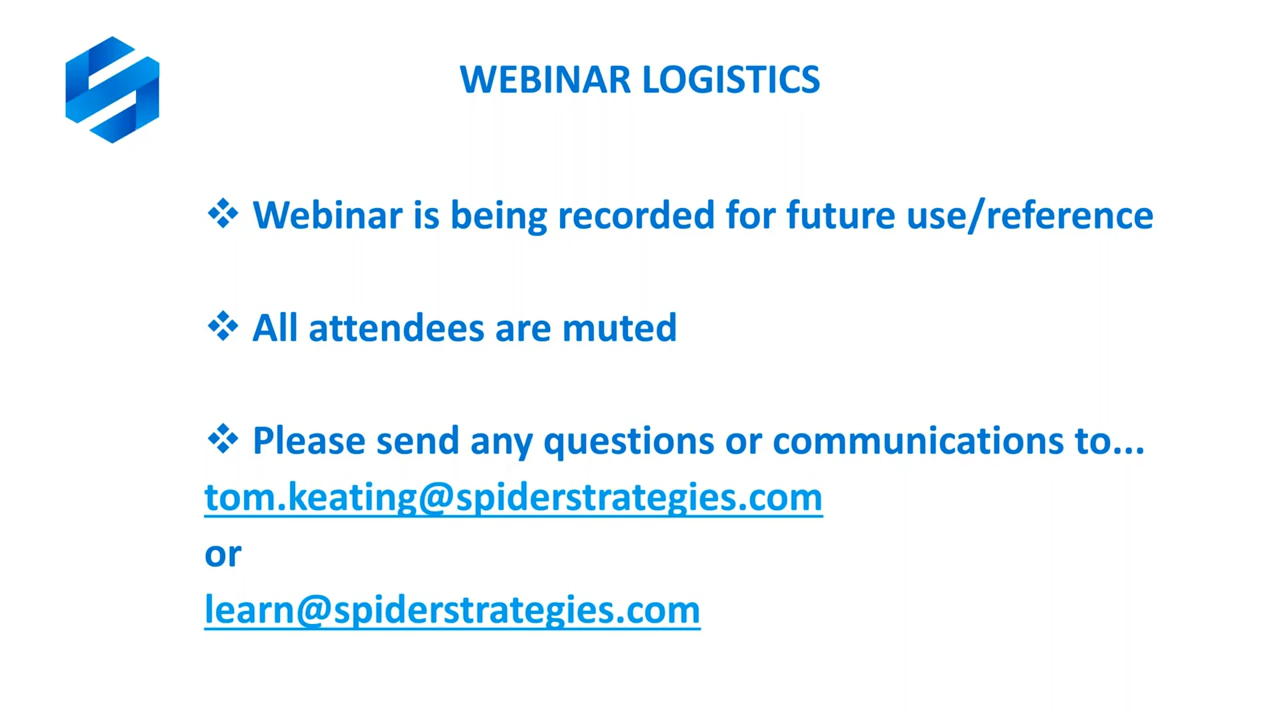 WEBINAR LOGISTICS
❖ Webinar is being recorded for future use/reference
❖ All attendees are muted
❖ Please send any questions or communications to...
tom.keating@spiderstrategies.com
or
learn@spiderstrategies.com